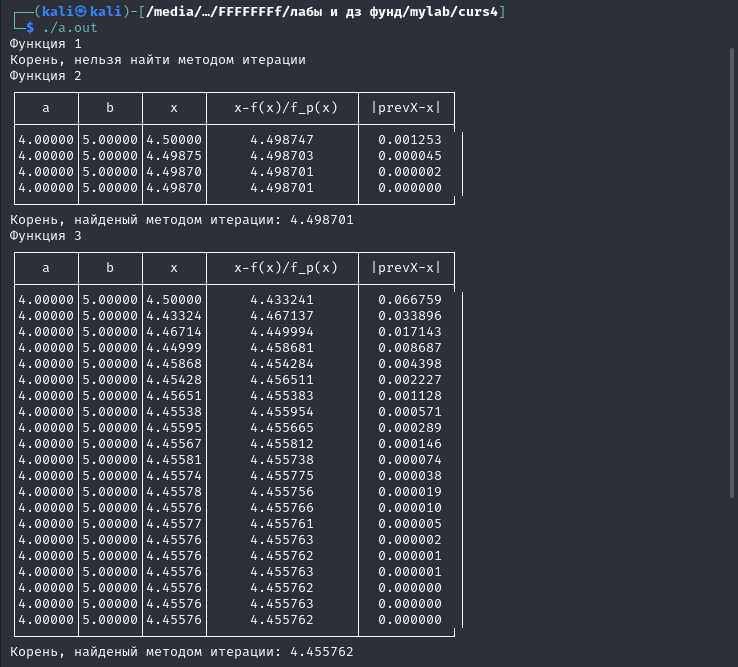 (kali㉿kali)-[/media/…/FFFFFFFf/лабы и дз фунд/mylab/curs4]
$ ./a.out
Функция 1
Корень, нельзя найти методом итерации
Функция 2
a b x x-f(x)/f_p(x) |prevX-x|
4.00000 5.00000 4.50000 4.498747 0.001253
4.00000 5.00000 4.49875 4.498703 0.000045
4.00000 5.00000 4.49870 4.498701 0.000002
4.00000 5.00000 4.49870 4.498701 0.000000
Корень, найденый методом итерации: 4.498701
Функция 3
a b x x-f(x)/f_p(x) |prevX-x|
4.00000 5.00000 4.50000 4.433241 0.066759
4.00000 5.00000 4.43324 4.467137 0.033896
4.00000 5.00000 4.46714 4.449994 0.017143
4.00000 5.00000 4.44999 4.458681 0.008687
4.00000 5.00000 4.45868 4.454284 0.004398
4.00000 5.00000 4.45428 4.456511 0.002227
4.00000 5.00000 4.45651 4.455383 0.001128
4.00000 5.00000 4.45538 4.455954 0.000571
4.00000 5.00000 4.45595 4.455665 0.000289
4.00000 5.00000 4.45567 4.455812 0.000146
4.00000 5.00000 4.45581 4.455738 0.000074
4.00000 5.00000 4.45574 4.455775 0.000038
4.00000 5.00000 4.45578 4.455756 0.000019
4.00000 5.00000 4.45576 4.455766 0.000010
4.00000 5.00000 4.45577 4.455761 0.000005
4.00000 5.00000 4.45576 4.455763 0.000002
4.00000 5.00000 4.45576 4.455762 0.000001
4.00000 5.00000 4.45576 4.455763 0.000001
4.00000 5.00000 4.45576 4.455762 0.000000
4.00000 5.00000 4.45576 4.455763 0.000000
4.00000 5.00000 4.45576 4.455762 0.000000
Корень, найденый методом итерации: 4.455762